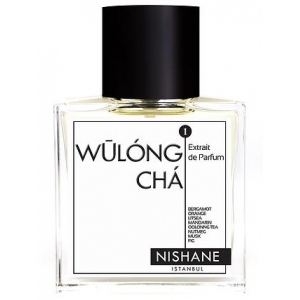 1
Extrait
de Parfum
WŪLÓNG
CHÁ
BERGAMOT
ORANGE
LITSEA
MANDARIN
OOLONG TEA
NUTMEG
MUSK
FIG
NISHANE
ISTANBUL